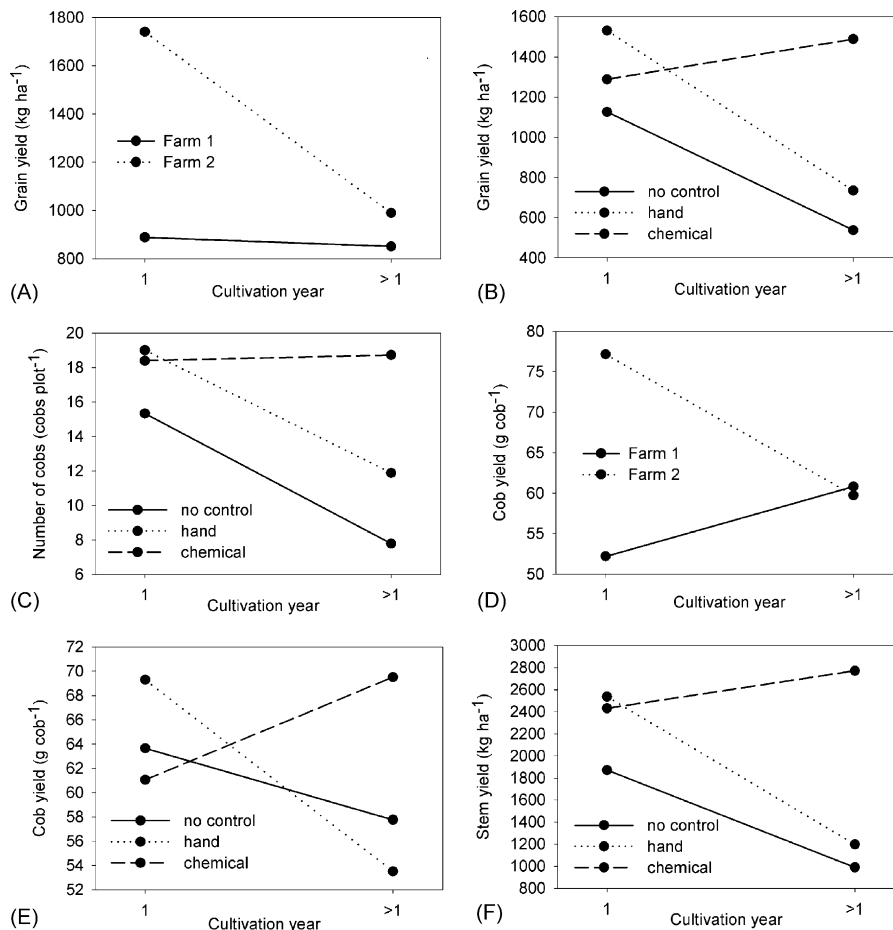 1800
1600
1400
1200
1000
800
Grain yield (kg ha⁻¹)
Farm 1
Farm 2
1
> 1
Cultivation year
(A)
1600
1400
1200
1000
800
600
400
Grain yield (kg ha⁻¹)
no control
hand
chemical
1
> 1
Cultivation year
(B)
20
18
16
14
12
10
8
6
Number of cobs (cobs plot⁻¹)
no control
hand
chemical
1
>1
Cultivation year
(C)
80
75
70
65
60
55
50
Cob yield (g cob⁻¹)
Farm 1
Farm 2
1
>1
Cultivation year
(D)
72
70
68
66
64
62
60
58
56
54
52
Cob yield (g cob⁻¹)
no control
hand
chemical
1
>1
Cultivation year
(E)
3000
2800
2600
2400
2200
2000
1800
1600
1400
1200
1000
800
Stem yield (kg ha⁻¹)
no control
hand
chemical
1
>1
Cultivation year
(F)